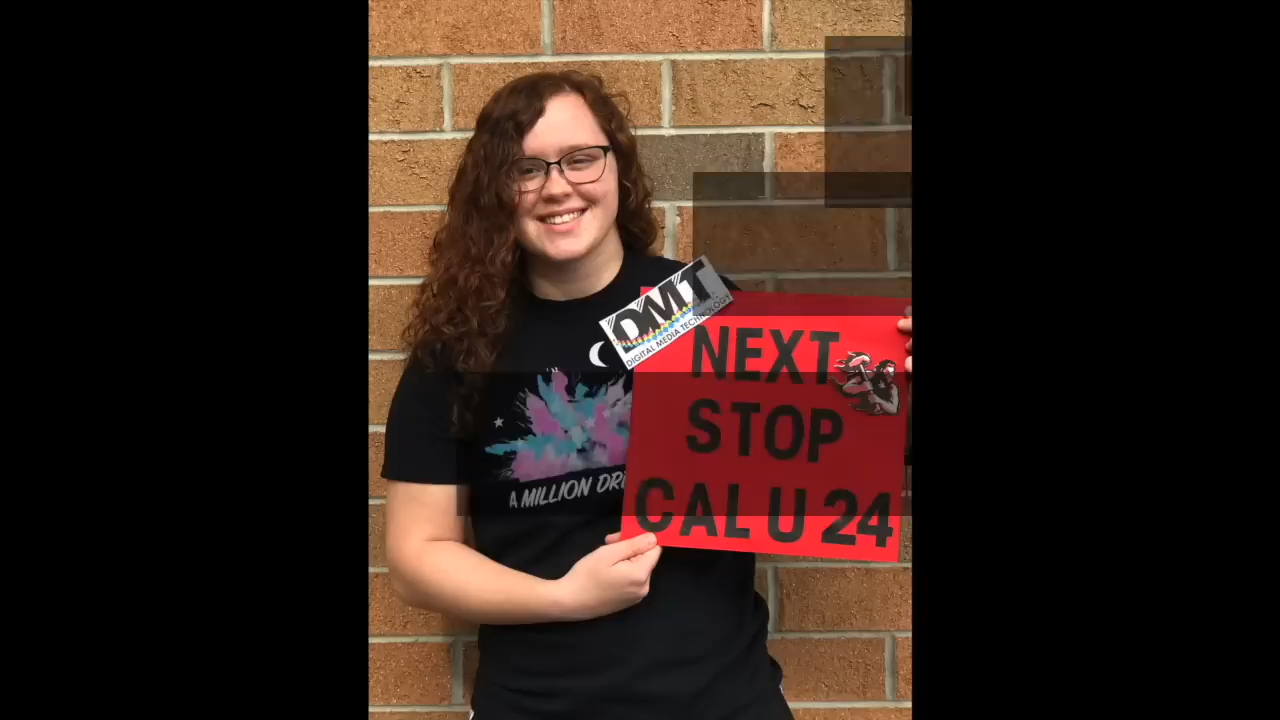 DMT
DIGITAL MEDIA TECHNOLOGY
NEXT
STOP
CAL U 24
A MILLION